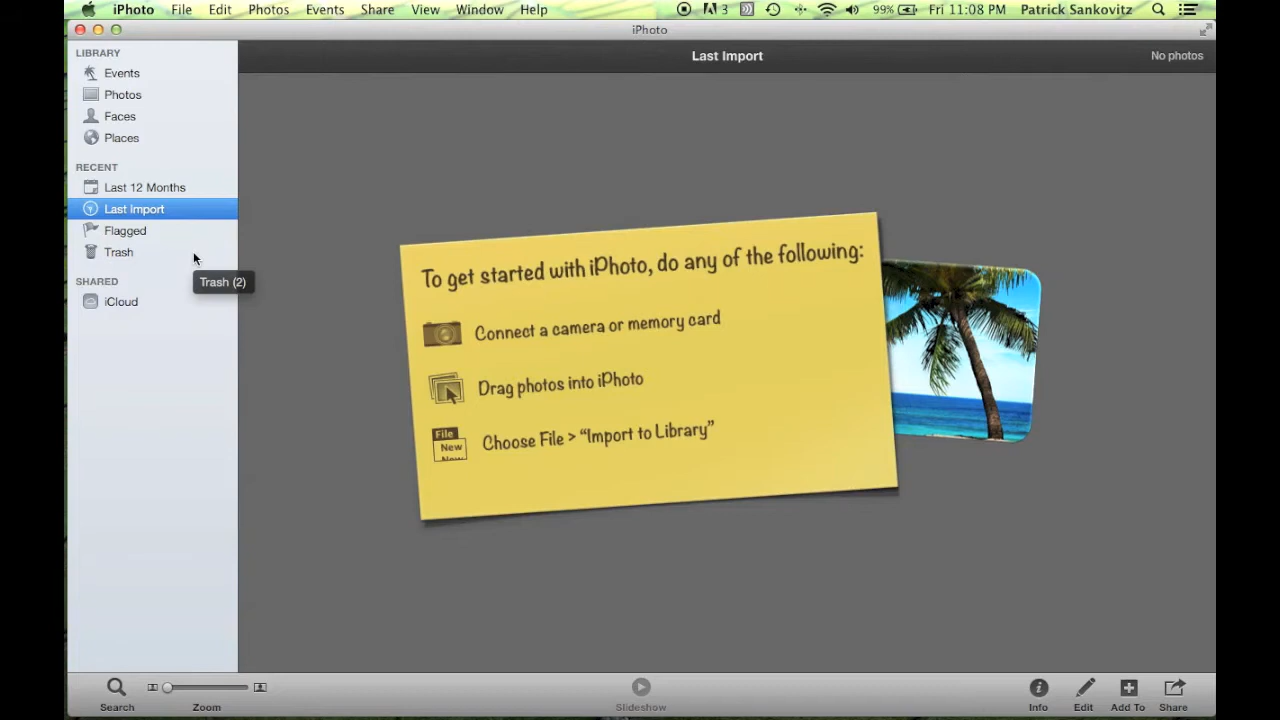 iPhoto File Edit Photos Events Share View Window Help 3 99% Fri 11:08 PM Patrick Sankovitz
iPhoto
LIBRARY
Events
Photos
Faces
Places
RECENT
Last 12 Months
Last Import
Flagged
Trash
Trash (2)
SHARED
iCloud
Last Import
No photos
To get started with iPhoto, do any of the following:
Connect a camera or memory card
Drag photos into iPhoto
File
New
New
Choose File > “Import to Library”
Search
Zoom
Slideshow
Info
Edit
Add To
Share